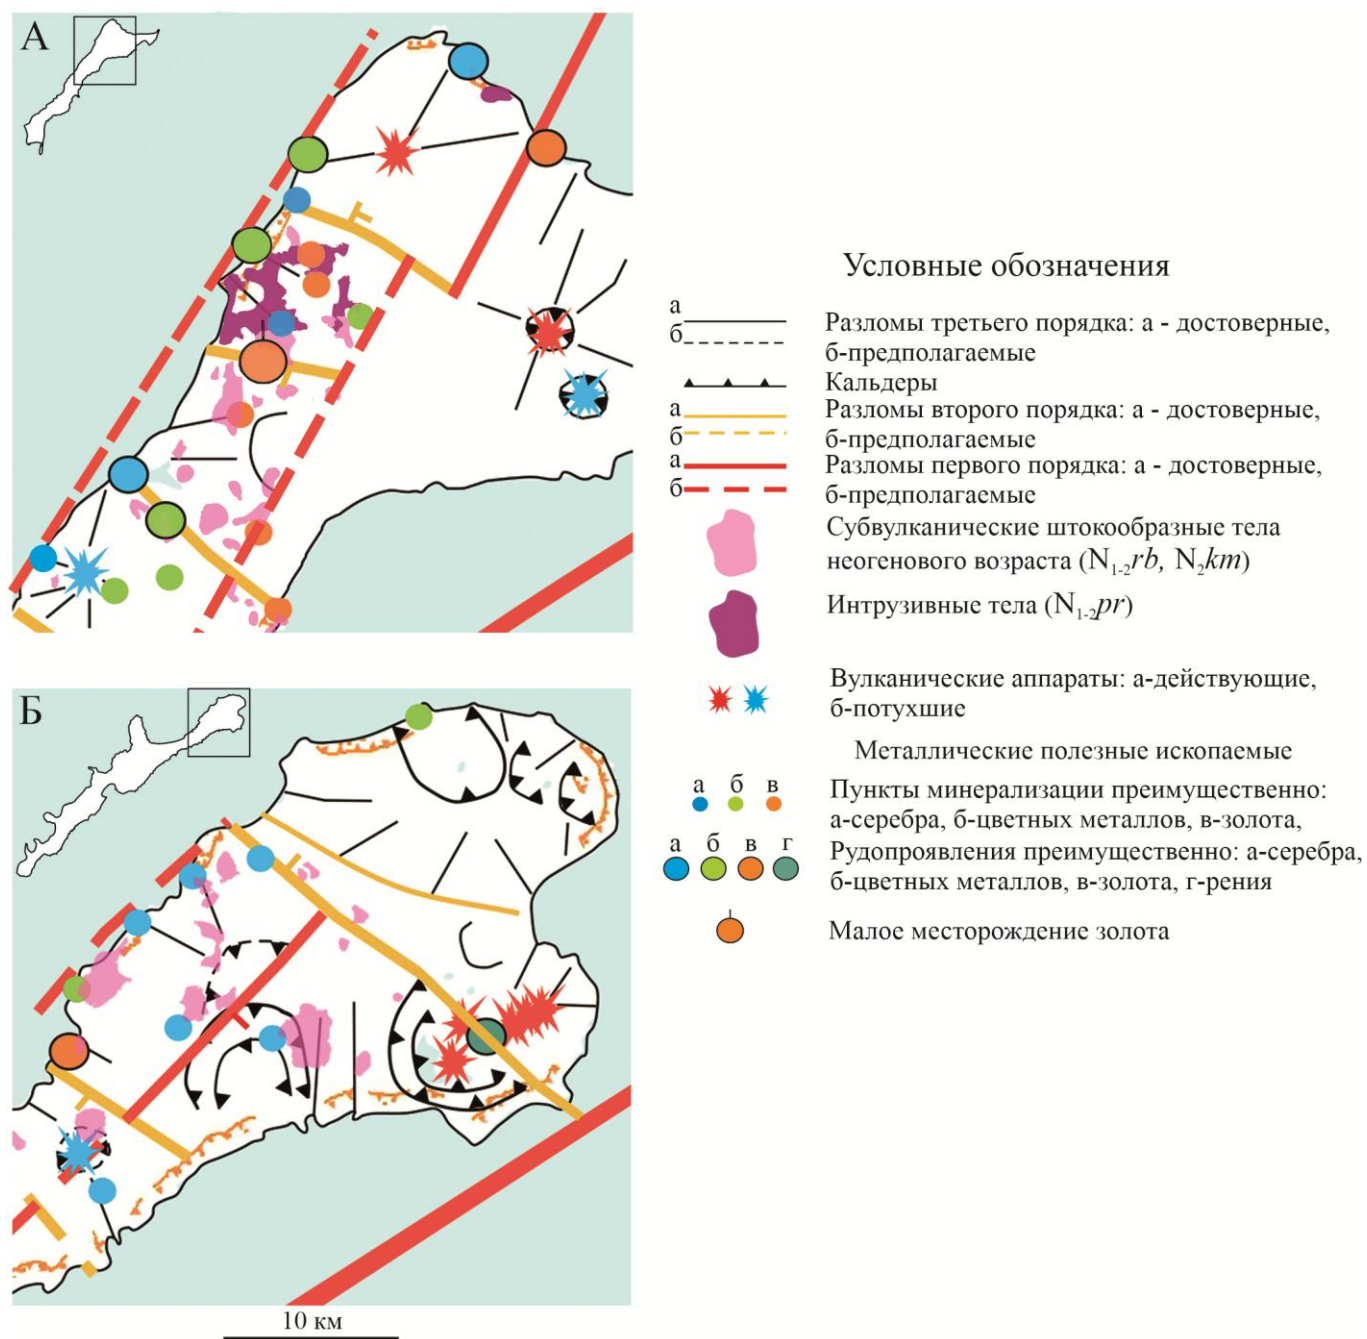 А
Условные обозначения
а
б
Разломы третьего порядка: а - достоверные,
б-предполагаемые
Кальдеры
а
б
Разломы второго порядка: а - достоверные,
б-предполагаемые
а
б
Разломы первого порядка: а - достоверные,
б-предполагаемые
Субвулканические штокообразные тела
неогенового возраста (N1-2rb, N2km)
Интрузивные тела (N1-2pr)
Вулканические аппараты: а-действующие,
б-потухшие
Металлические полезные ископаемые
а б в
Пункты минерализации преимущественно:
а-серебра, б-цветных металлов, в-золота,
а б в г
Рудопроявления преимущественно: а-серебра,
б-цветных металлов, в-золота, г-рения
Малое месторождение золота
Б
10 км